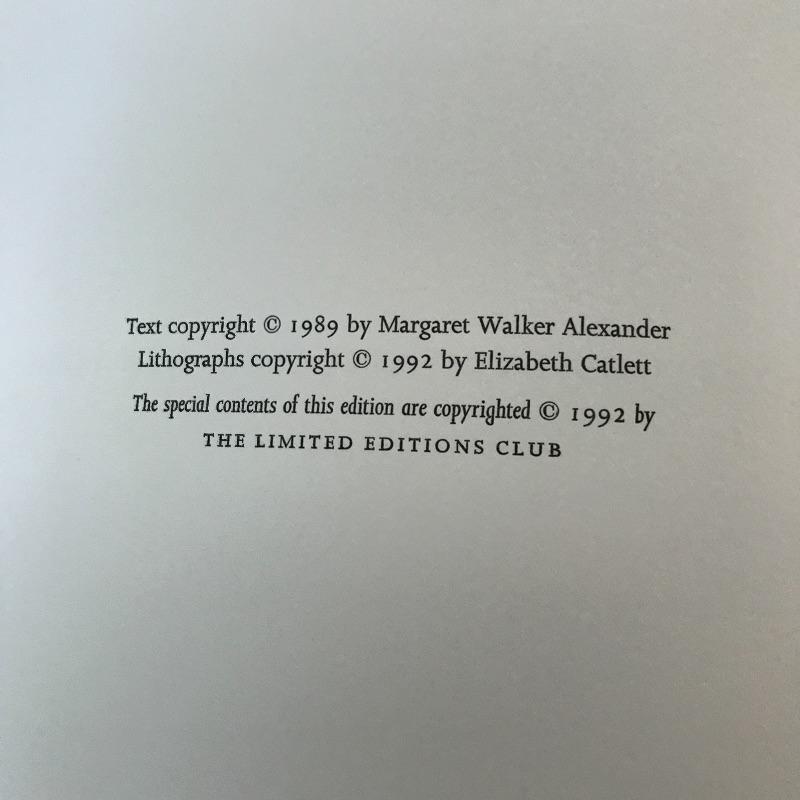 Text copyright © 1989 by Margaret Walker Alexander
Lithographs copyright © 1992 by Elizabeth Catlett
The special contents of this edition are copyrighted © 1992 by
THE LIMITED EDITIONS CLUB